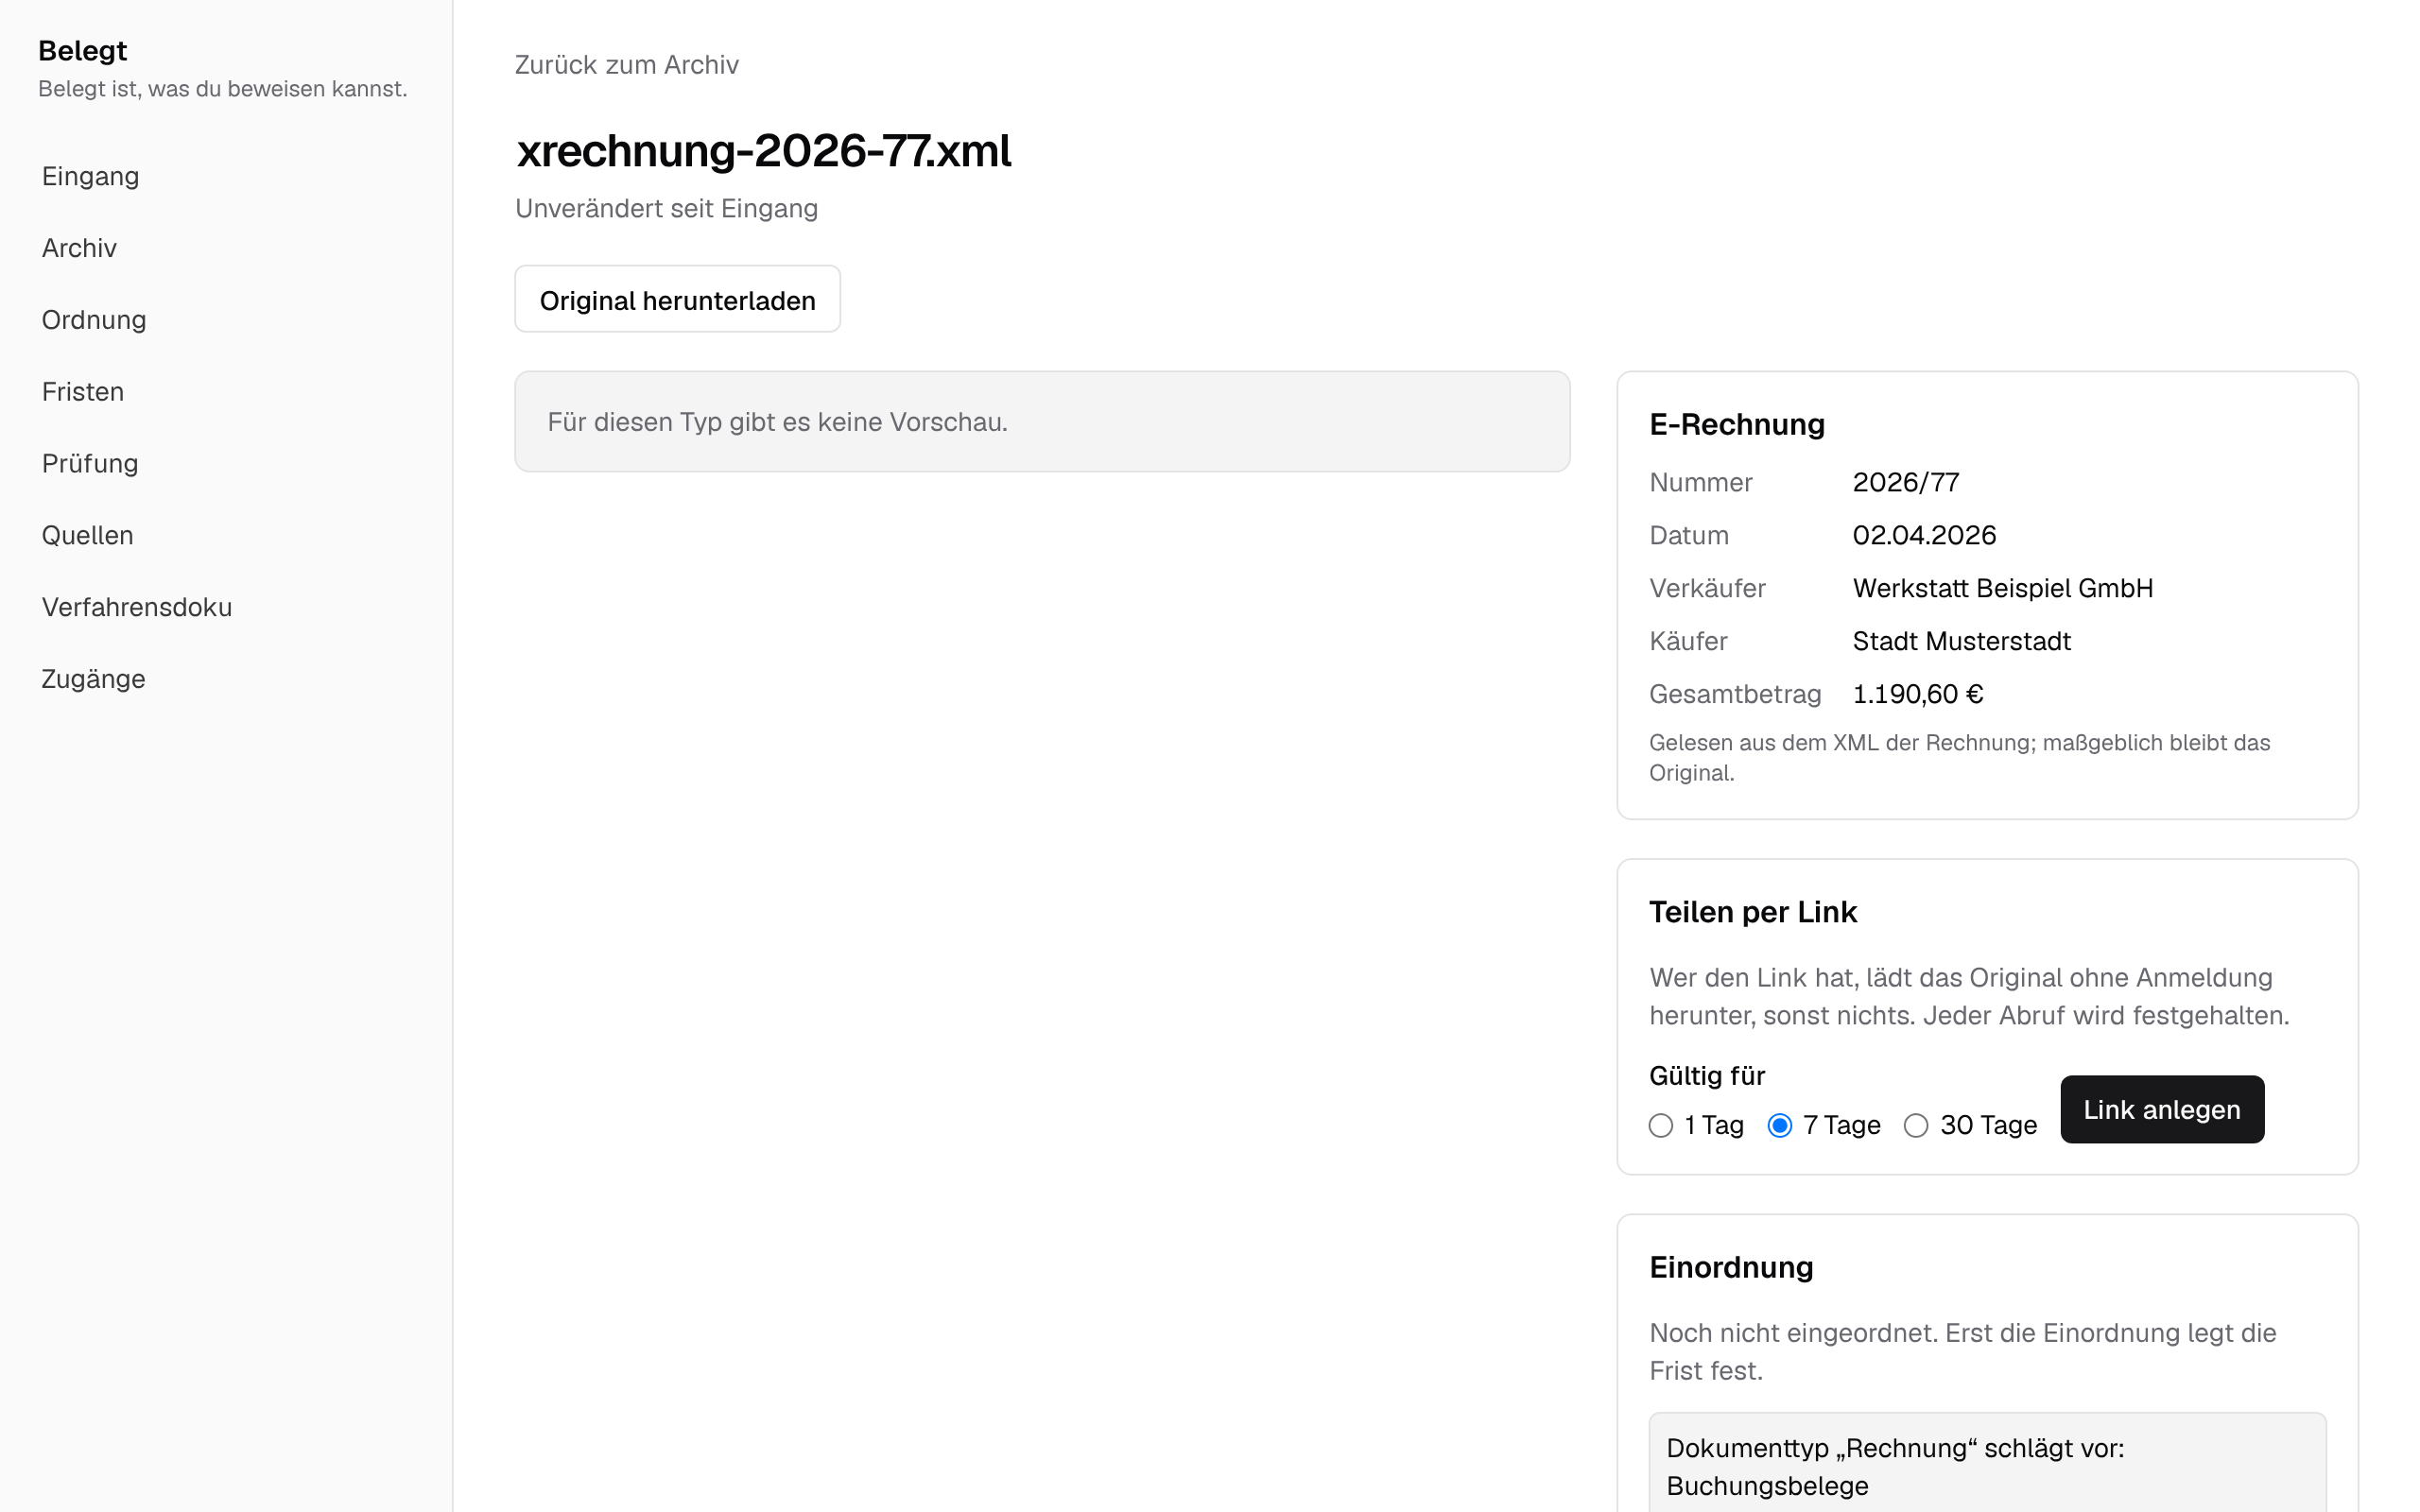 Belegt
Belegt ist, was du beweisen kannst.
Eingang
Archiv
Ordnung
Fristen
Prüfung
Quellen
Verfahrensdoku
Zugänge
Zurück zum Archiv
xrechnung-2026-77.xml
Unverändert seit Eingang
Original herunterladen
Für diesen Typ gibt es keine Vorschau.
E-Rechnung
Nummer 2026/77
Datum 02.04.2026
Verkäufer Werkstatt Beispiel GmbH
Käufer Stadt Musterstadt
Gesamtbetrag 1.190,60 €
Gelesen aus dem XML der Rechnung; maßgeblich bleibt das
Original.
Teilen per Link
Wer den Link hat, lädt das Original ohne Anmeldung
herunter, sonst nichts. Jeder Abruf wird festgehalten.
Gültig für
1 Tag 7 Tage 30 Tage Link anlegen
Einordnung
Noch nicht eingeordnet. Erst die Einordnung legt die
Frist fest.
Dokumenttyp „Rechnung“ schlägt vor:
Buchungsbelege